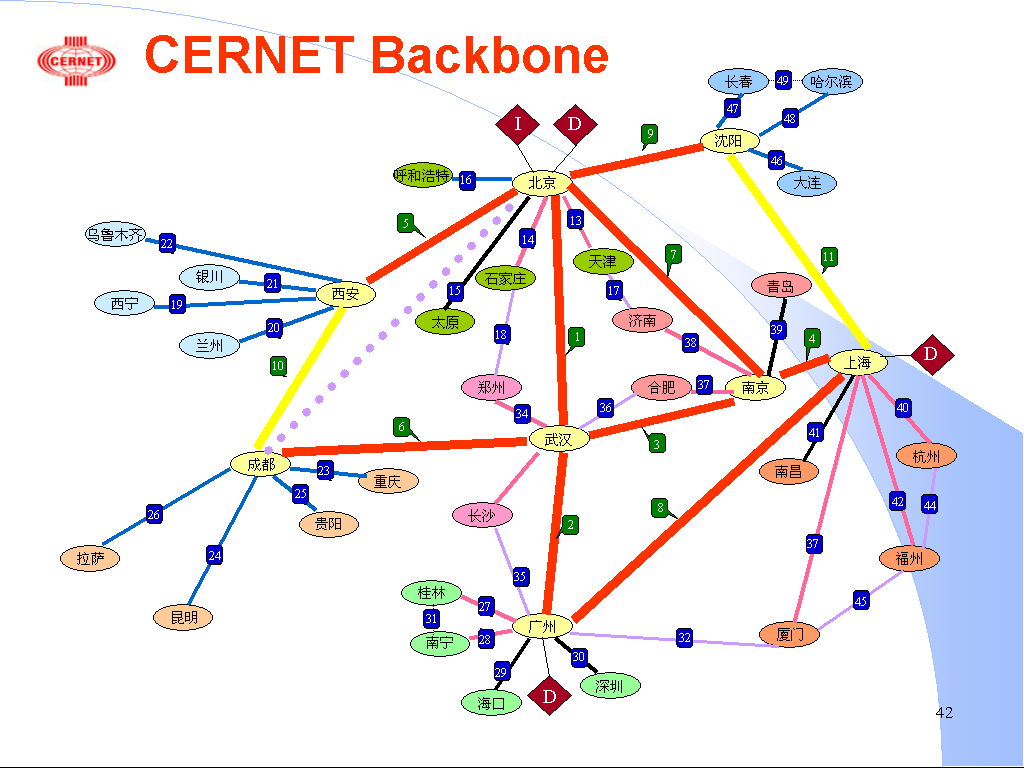 CERNET
CERNET Backbone
长春
49
哈尔滨
47
48
I
D
9
沈阳
46
大连
呼和浩特
16
北京
5
14
13
7
11
乌鲁木齐
22
银川
21
西宁
19
西安
20
兰州
石家庄
天津
15
17
太原
济南
青岛
39
38
18
1
4
上海
D
10
郑州
34
合肥
37
南京
36
40
6
武汉
3
41
杭州
成都
23
重庆
25
贵阳
南昌
26
24
拉萨
昆明
长沙
2
8
42
44
35
37
福州
桂林
27
31
南宁
28
广州
45
32
厦门
29
30
海口
D
深圳
42